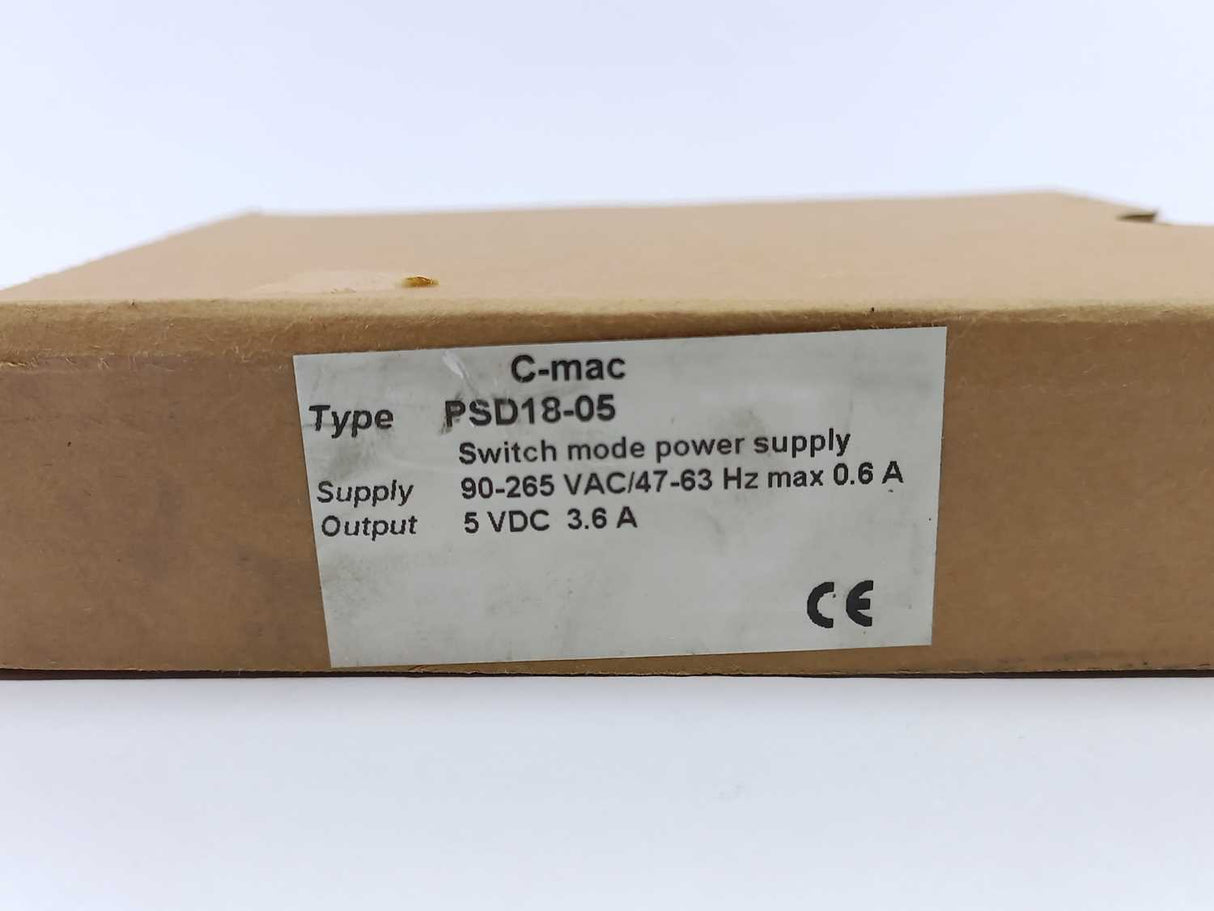 C-mac
Type PSD18-05
Switch mode power supply
Supply 90-265 VAC/47-63 Hz max 0.6 A
Output 5 VDC 3.6 A
CE